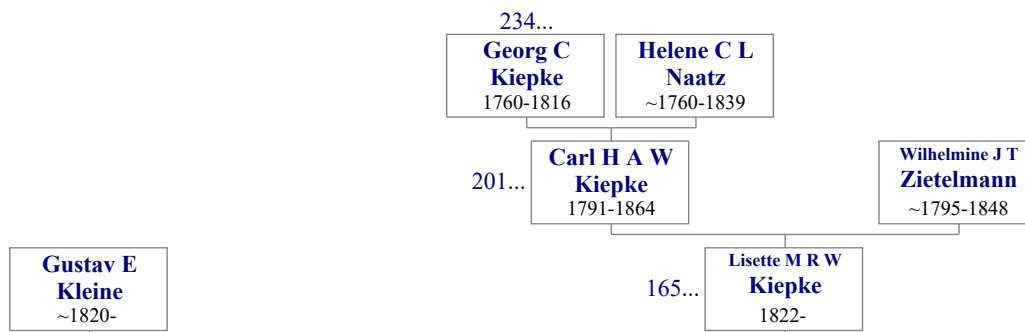 234...
Georg C
Kiepke
1760-1816
Helene C L
Naatz
~1760-1839
201...
Carl H A W
Kiepke
1791-1864
Wilhelmine J T
Zietelmann
~1795-1848
Gustav E
Kleine
~1820-
165...
Lisette M R W
Kiepke
1822-